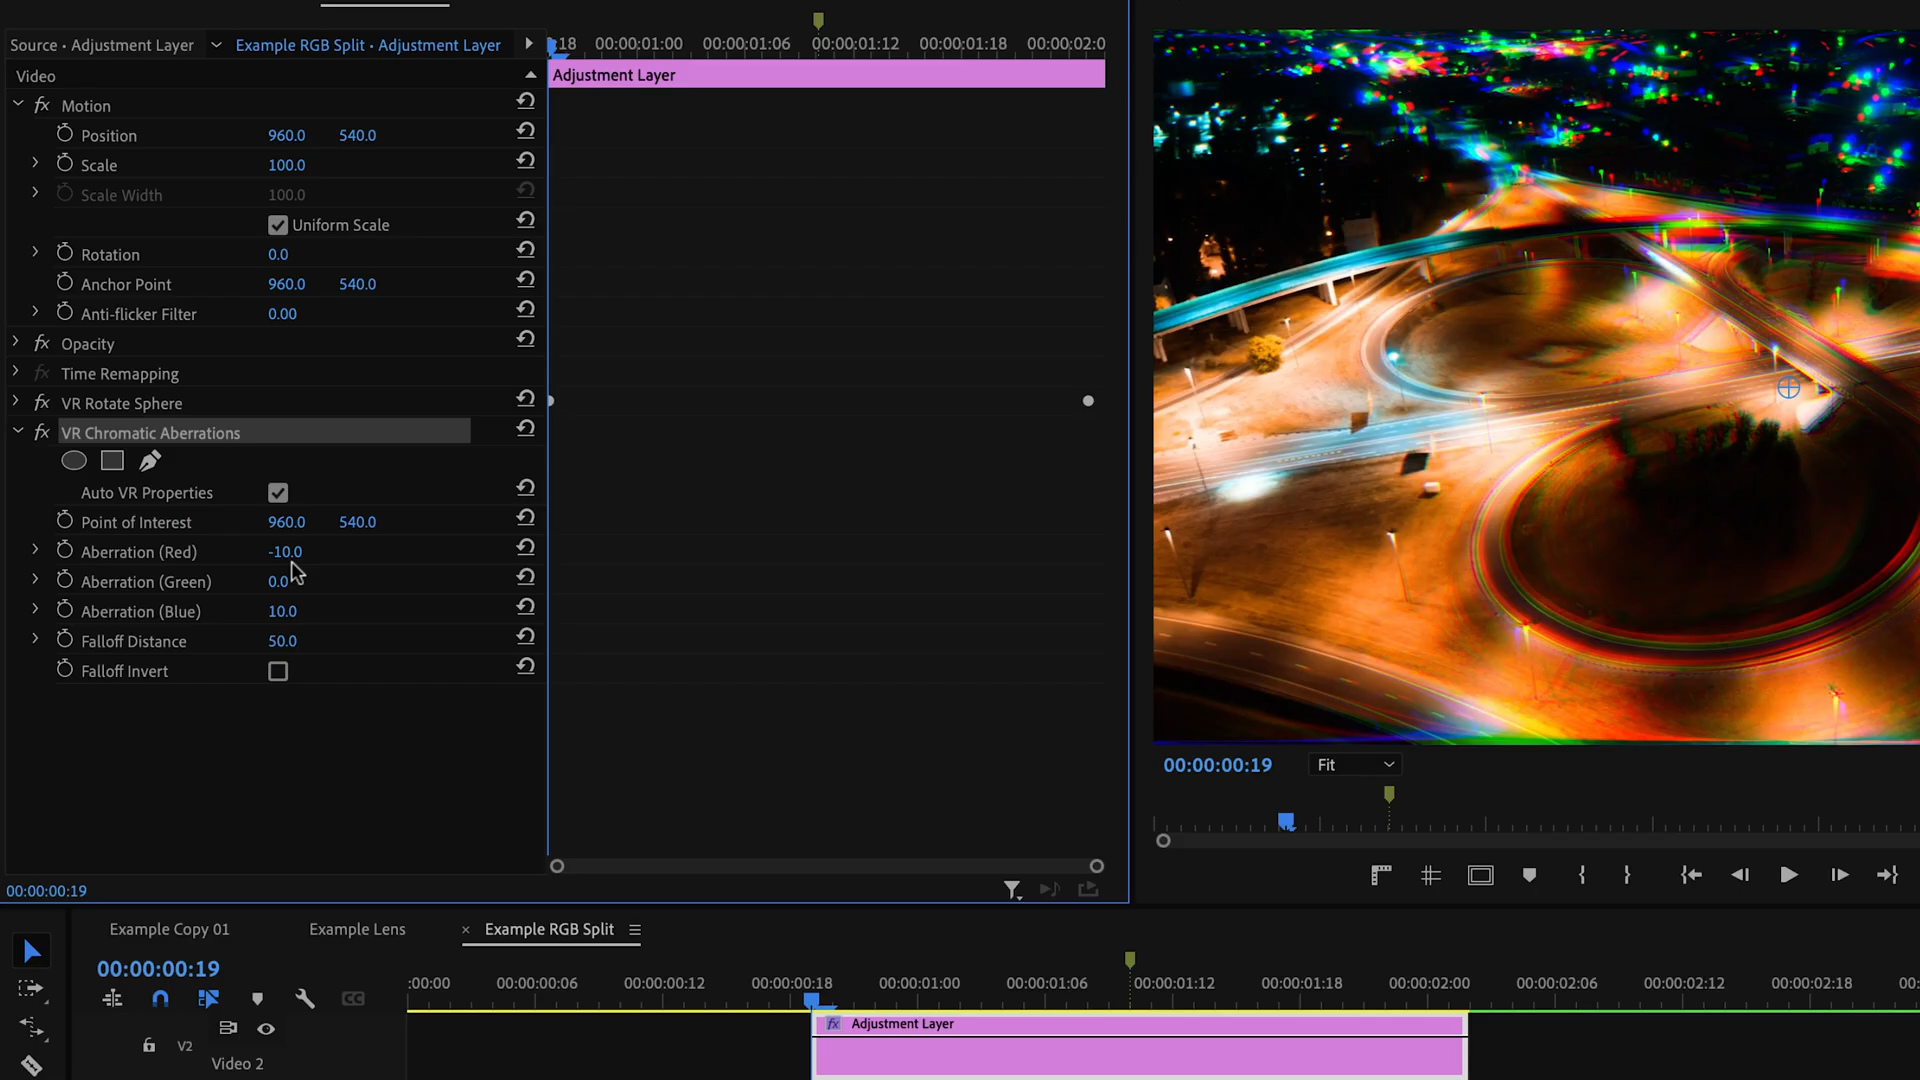 Source • Adjustment Layer
Example RGB Split • Adjustment Layer
:18 00:00:01:00 00:00:01:06 00:00:01:12 00:00:01:18 00:00:02:0
Video
Adjustment Layer
fx Motion
Position 960.0 540.0
Scale 100.0
Scale Width 100.0
Uniform Scale
Rotation 0.0
Anchor Point 960.0 540.0
Anti-flicker Filter 0.00
fx Opacity
fx Time Remapping
fx VR Rotate Sphere
fx VR Chromatic Aberrations
Auto VR Properties
Point of Interest 960.0 540.0
Aberration (Red) -10.0
Aberration (Green) 0.0
Aberration (Blue) 10.0
Falloff Distance 50.0
Falloff Invert
00:00:00:19 Fit
00:00:00:19
Example Copy 01 Example Lens × Example RGB Split
00:00:00:19
:00:00 00:00:00:06 00:00:00:12 00:00:00:18 00:00:01:00 00:00:01:06 00:00:01:12 00:00:01:18 00:00:02:00 00:00:02:06 00:00:02:12 00:00:02:18 00:
CC
fx Adjustment Layer
V2
Video 2